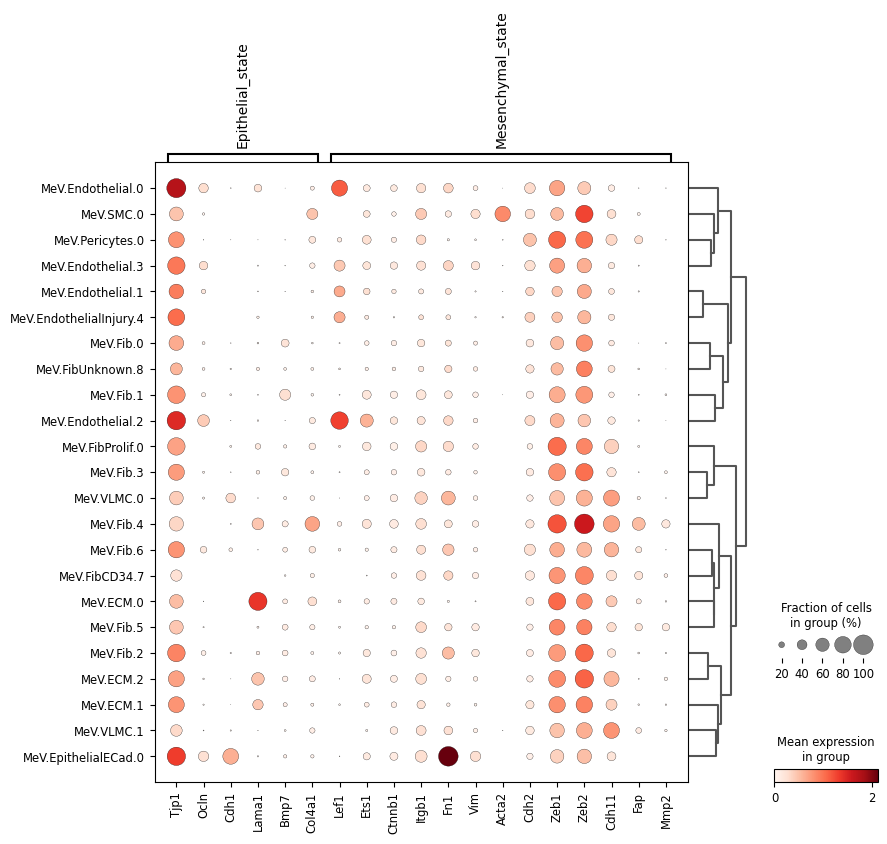 Epithelial_state
Mesenchymal_state
MeV.Endothelial.0
MeV.SMC.0
MeV.Pericytes.0
MeV.Endothelial.3
MeV.Endothelial.1
MeV.EndothelialInjury.4
MeV.Fib.0
MeV.FibUnknown.8
MeV.Fib.1
MeV.Endothelial.2
MeV.FibProlif.0
MeV.Fib.3
MeV.VLMC.0
MeV.Fib.4
MeV.Fib.6
MeV.FibCD34.7
MeV.ECM.0
MeV.Fib.5
MeV.Fib.2
MeV.ECM.2
MeV.ECM.1
MeV.VLMC.1
MeV.EpithelialECad.0
Tjp1
Ocln
Cdh1
Lama1
Bmp7
Col4a1
Lef1
Ets1
Ctnnb1
Itgb1
Fn1
Vim
Acta2
Cdh2
Zeb1
Zeb2
Cdh11
Fap
Mmp2
Fraction of cells
in group (%)
20 40 60 80 100
Mean expression
in group
0 2